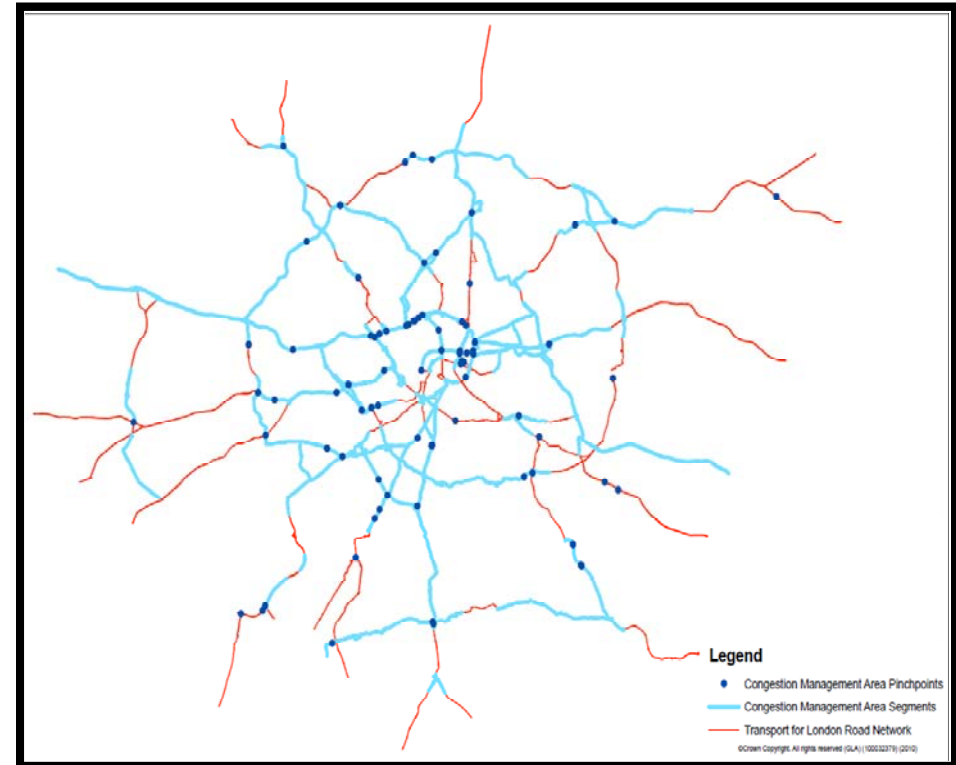 Legend
Congestion Management Area Pinchpoints
Congestion Management Area Segments
Transport for London Road Network
©Crown Copyright. All rights reserved (GLA) (100032379) (2010)